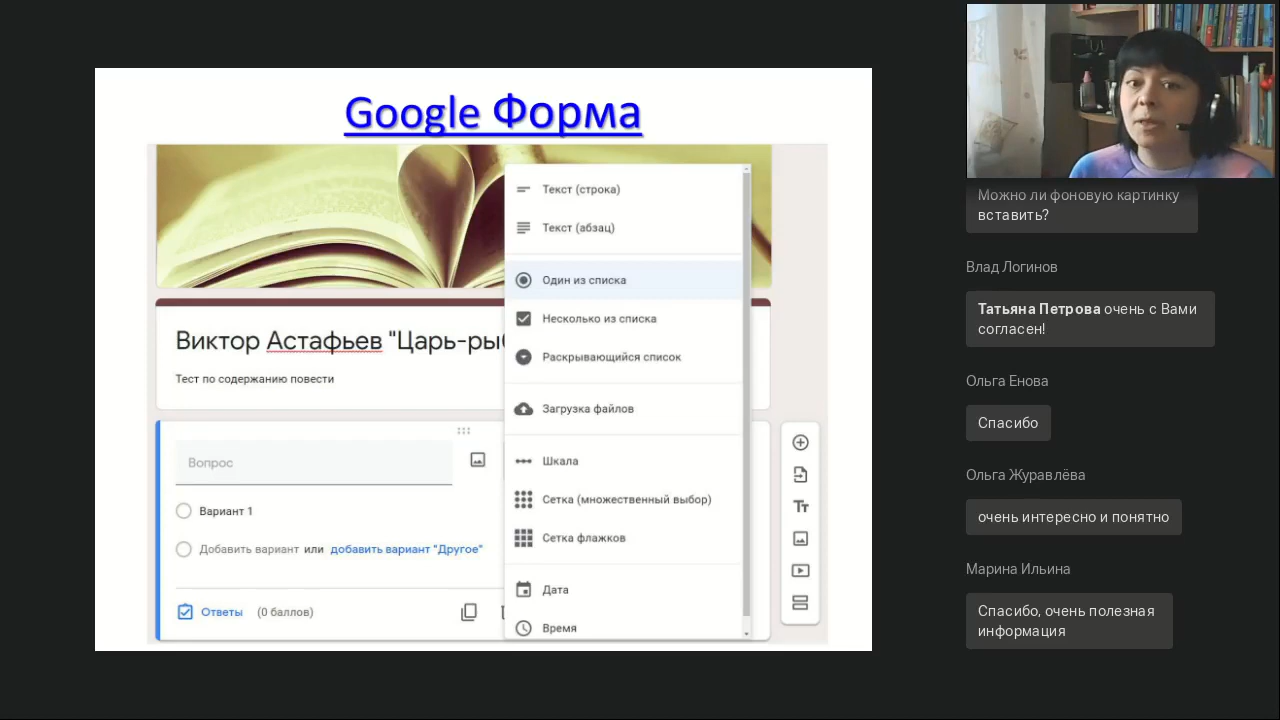 Google Форма
Текст (строка)
Текст (абзац)
Один из списка
Несколько из списка
Раскрывающийся список
Загрузка файлов
Шкала
Сетка (множественный выбор)
Сетка флажков
Дата
Время
Виктор Астафьев "Царь-ры
Тест по содержанию повести
Вопрос
Вариант 1
Добавить вариант или добавить вариант "Другое"
Ответы (0 баллов)
Тт
Можно ли фоновую картинку
вставить?
Влад Логинов
Татьяна Петрова очень с Вами
согласен!
Ольга Енова
Спасибо
Ольга Журавлёва
очень интересно и понятно
Марина Ильина
Спасибо, очень полезная
информация